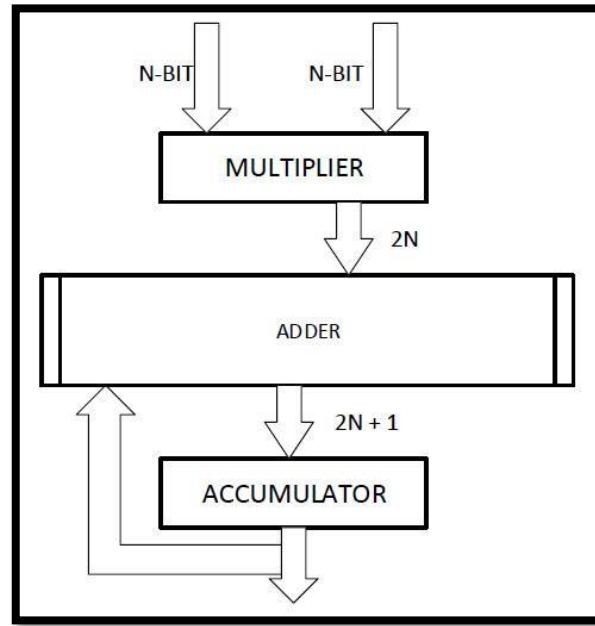 N-BIT
N-BIT
MULTIPLIER
2N
ADDER
2N + 1
ACCUMULATOR